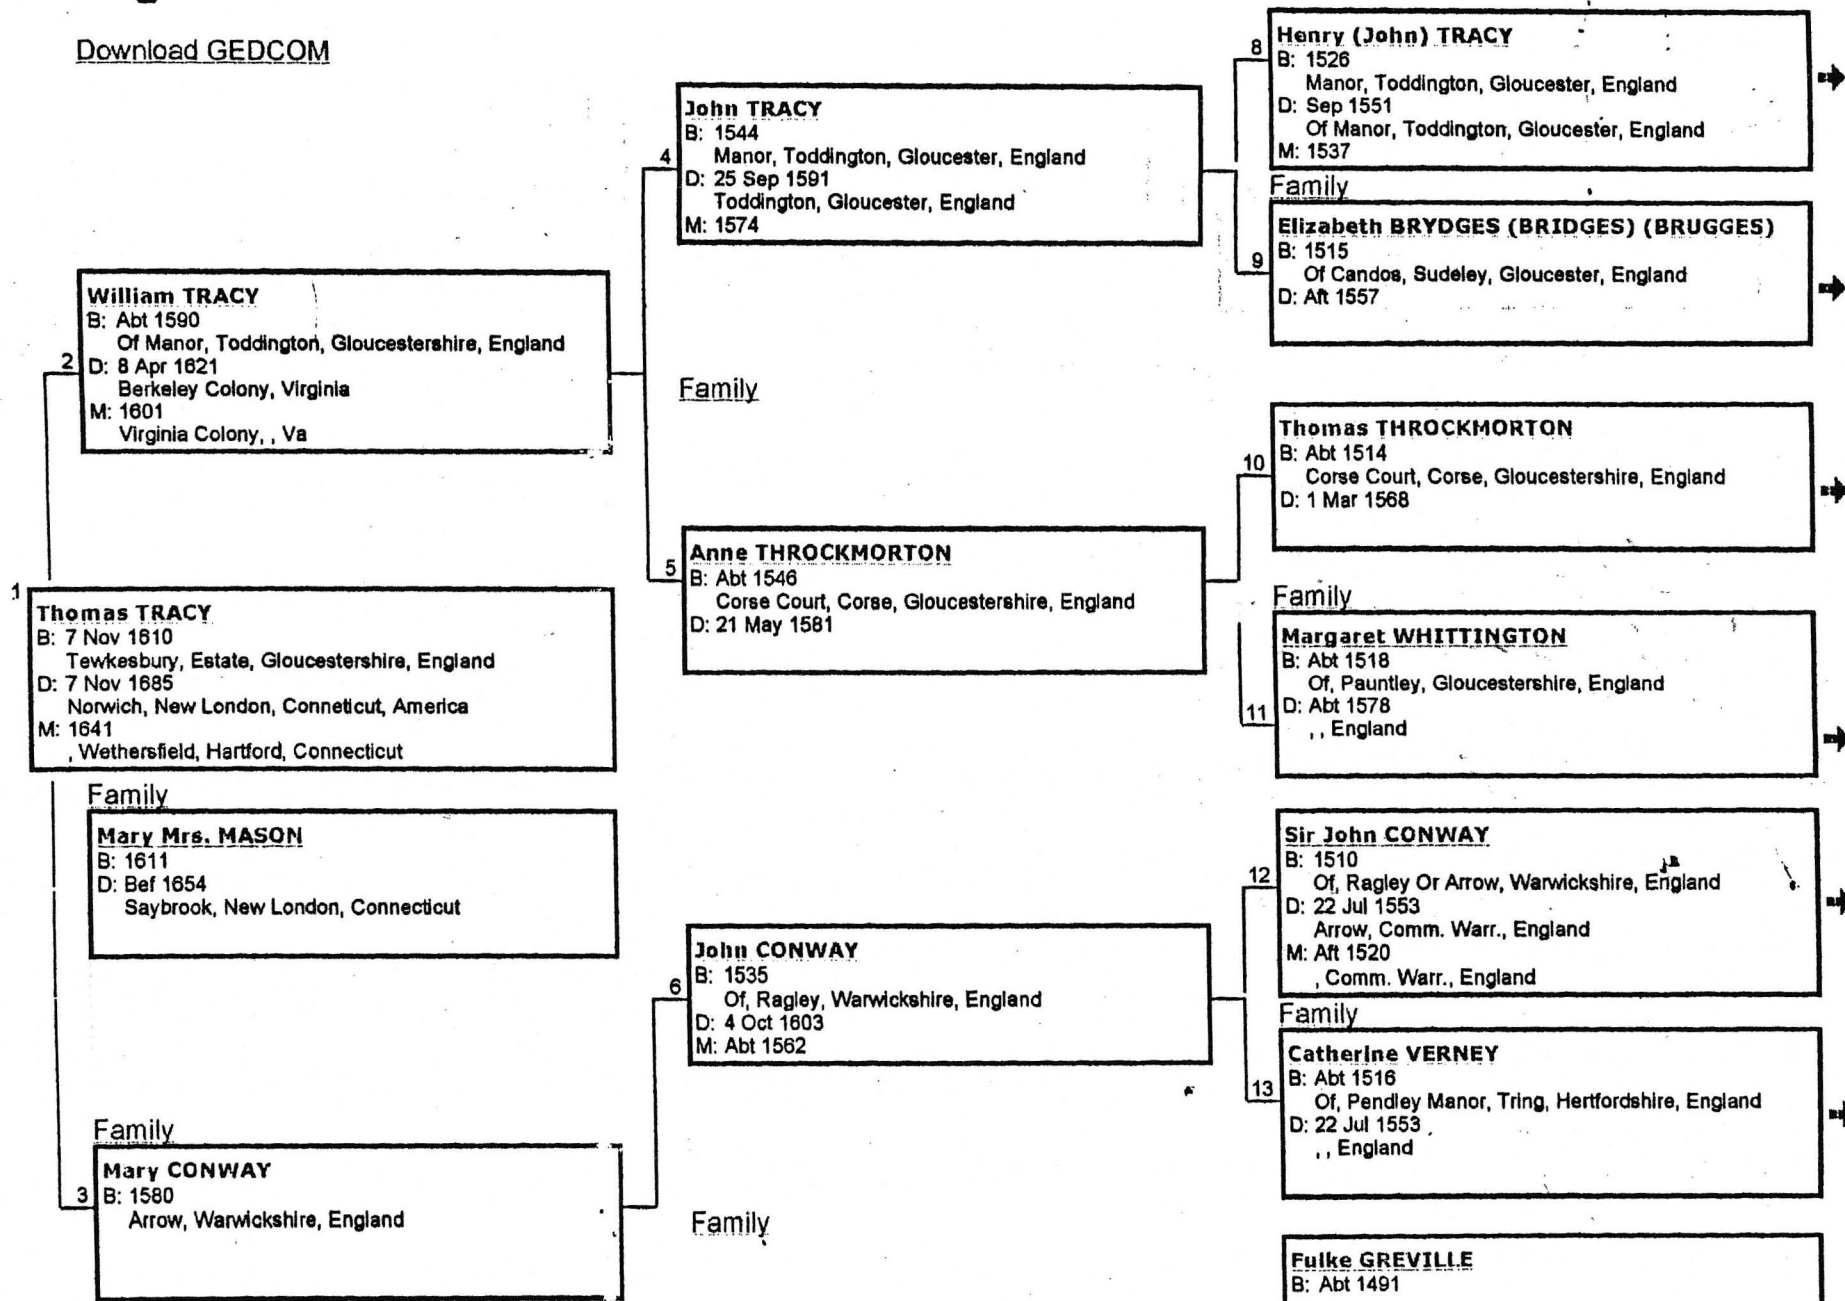 Download GEDCOM
8
Henry (John) TRACY
B: 1526
Manor, Toddington, Gloucester, England
D: Sep 1551
Of Manor, Toddington, Gloucester, England
M: 1537
Family
9
Elizabeth BRYDGES (BRIDGES) (BRUGGES)
B: 1515
Of Candos, Sudeley, Gloucester, England
D: Aft 1557
4
John TRACY
B: 1544
Manor, Toddington, Gloucester, England
D: 25 Sep 1591
Toddington, Gloucester, England
M: 1574
2
William TRACY
B: Abt 1590
Of Manor, Toddington, Gloucestershire, England
D: 8 Apr 1621
Berkeley Colony, Virginia
M: 1601
Virginia Colony, , Va
Family
10
Thomas THROCKMORTON
B: Abt 1514
Corse Court, Corse, Gloucestershire, England
D: 1 Mar 1568
5
Anne THROCKMORTON
B: Abt 1546
Corse Court, Corse, Gloucestershire, England
D: 21 May 1581
Family
11
Margaret WHITTINGTON
B: Abt 1518
Of, Pauntley, Gloucestershire, England
D: Abt 1578
, , England
1
Thomas TRACY
B: 7 Nov 1610
Tewkesbury, Estate, Gloucestershire, England
D: 7 Nov 1685
Norwich, New London, Conneticut, America
M: 1641
, Wethersfield, Hartford, Connecticut
Family
Mary Mrs. MASON
B: 1611
D: Bef 1654
Saybrook, New London, Connecticut
12
Sir John CONWAY
B: 1510
Of, Ragley Or Arrow, Warwickshire, England
D: 22 Jul 1553
Arrow, Comm. Warr., England
M: Aft 1520
, Comm. Warr., England
6
John CONWAY
B: 1535
Of, Ragley, Warwickshire, England
D: 4 Oct 1603
M: Abt 1562
Family
13
Catherine VERNEY
B: Abt 1516
Of, Pendley Manor, Tring, Hertfordshire, England
D: 22 Jul 1553
, , England
Family
3
Mary CONWAY
B: 1580
Arrow, Warwickshire, England
Family
Fulke GREVILLE
B: Abt 1491